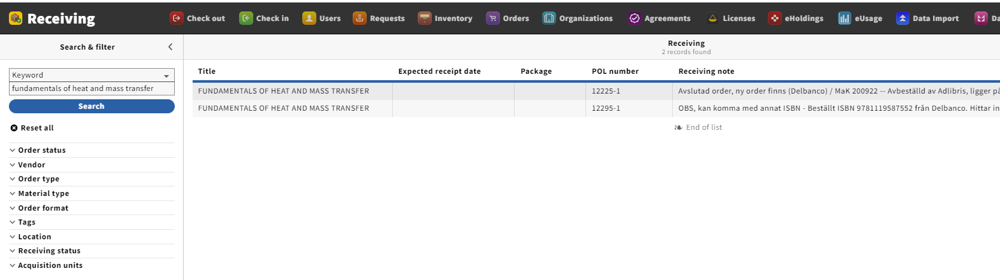 Receiving Check out Check in Users Requests Inventory Orders Organizations Agreements Licenses eHoldings eUsage Data Import
Search & filter
Receiving
2 records found
Keyword
fundamentals of heat and mass transfer
Search
Reset all
Order status
Vendor
Order type
Material type
Order format
Tags
Location
Receiving status
Acquisition units
Title Expected receipt date Package POL number Receiving note
FUNDAMENTALS OF HEAT AND MASS TRANSFER 12225-1 Avslutad order, ny order finns (Delbanco) / MaK 200922 -- Avbeställd av Adlibris, ligger på
FUNDAMENTALS OF HEAT AND MASS TRANSFER 12295-1 OBS, kan komma med annat ISBN - Beställt ISBN 9781119587552 från Delbanco. Hittar in
End of list